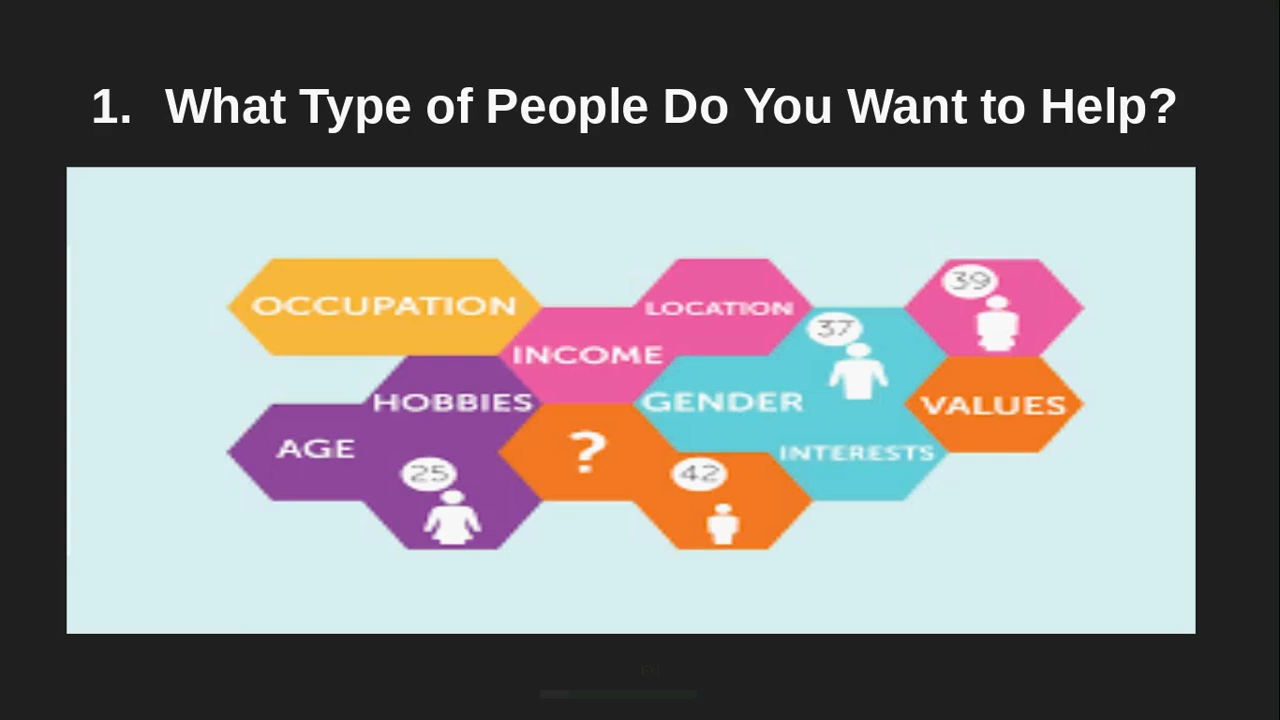 1. What Type of People Do You Want to Help?
OCCUPATION
LOCATION
39
37
INCOME
HOBBIES
GENDER
VALUES
AGE
?
INTERESTS
25
42
EN